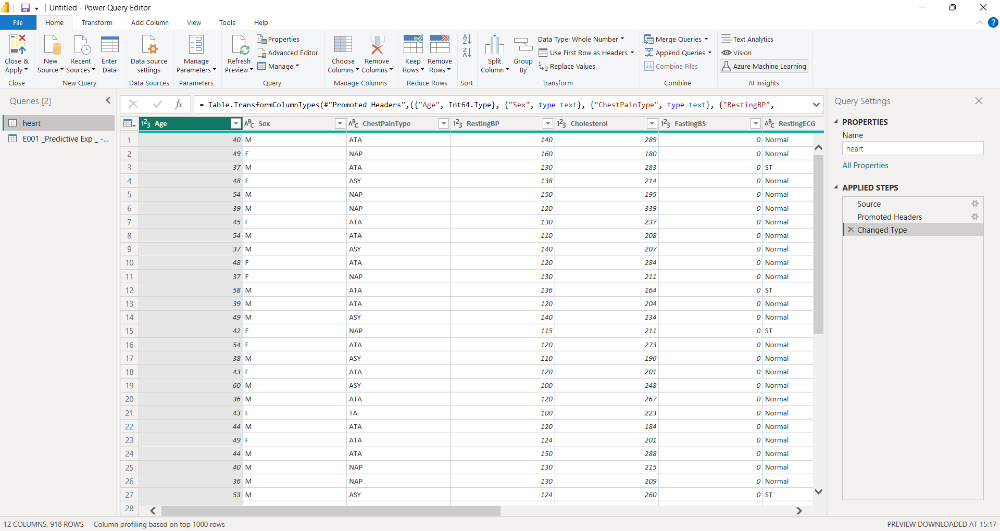 Untitled - Power Query Editor
File Home Transform Add Column View Tools Help
Close & Apply
New Source
Recent Sources
Enter Data
Data source settings
Manage Parameters
Refresh Preview
Properties
Advanced Editor
Manage
Choose Columns
Remove Columns
Keep Rows
Remove Rows
Split Column
Group By
Data Type: Whole Number
Use First Row as Headers
Replace Values
Merge Queries
Append Queries
Combine Files
Text Analytics
Vision
Azure Machine Learning
Close New Query Data Sources Parameters Query Manage Columns Reduce Rows Sort Transform Combine AI Insights
Queries [2]
heart
E001 _Predictive Exp _ -...
fx = Table.TransformColumnTypes(#"Promoted Headers",{{"Age", Int64.Type}, {"Sex", type text}, {"ChestPainType", type text}, {"RestingBP",
123 Age ABC Sex ABC ChestPainType 123 RestingBP 123 Cholesterol 123 FastingBS ABC RestingECG
1 40 M ATA 140 289 0 Normal
2 49 F NAP 160 180 0 Normal
3 37 M ATA 130 283 0 ST
4 48 F ASY 138 214 0 Normal
5 54 M NAP 150 195 0 Normal
6 39 M NAP 120 339 0 Normal
7 45 F ATA 130 237 0 Normal
8 54 M ATA 110 208 0 Normal
9 37 M ASY 140 207 0 Normal
10 48 F ATA 120 284 0 Normal
11 37 F NAP 130 211 0 Normal
12 58 M ATA 136 164 0 ST
13 39 M ATA 120 204 0 Normal
14 49 M ASY 140 234 0 Normal
15 42 F NAP 115 211 0 ST
16 54 F ATA 120 273 0 Normal
17 38 M ASY 110 196 0 Normal
18 43 F ATA 120 201 0 Normal
19 60 M ASY 100 248 0 Normal
20 36 M ATA 120 267 0 Normal
21 43 F TA 100 223 0 Normal
22 44 M ATA 120 184 0 Normal
23 49 F ATA 124 201 0 Normal
24 44 M ATA 150 288 0 Normal
25 40 M NAP 130 215 0 Normal
26 36 M NAP 130 209 0 Normal
27 53 M ASY 124 260 0 ST
28
Query Settings
PROPERTIES
Name
heart
All Properties
APPLIED STEPS
Source
Promoted Headers
Changed Type
12 COLUMNS, 918 ROWS Column profiling based on top 1000 rows
PREVIEW DOWNLOADED AT 15:17